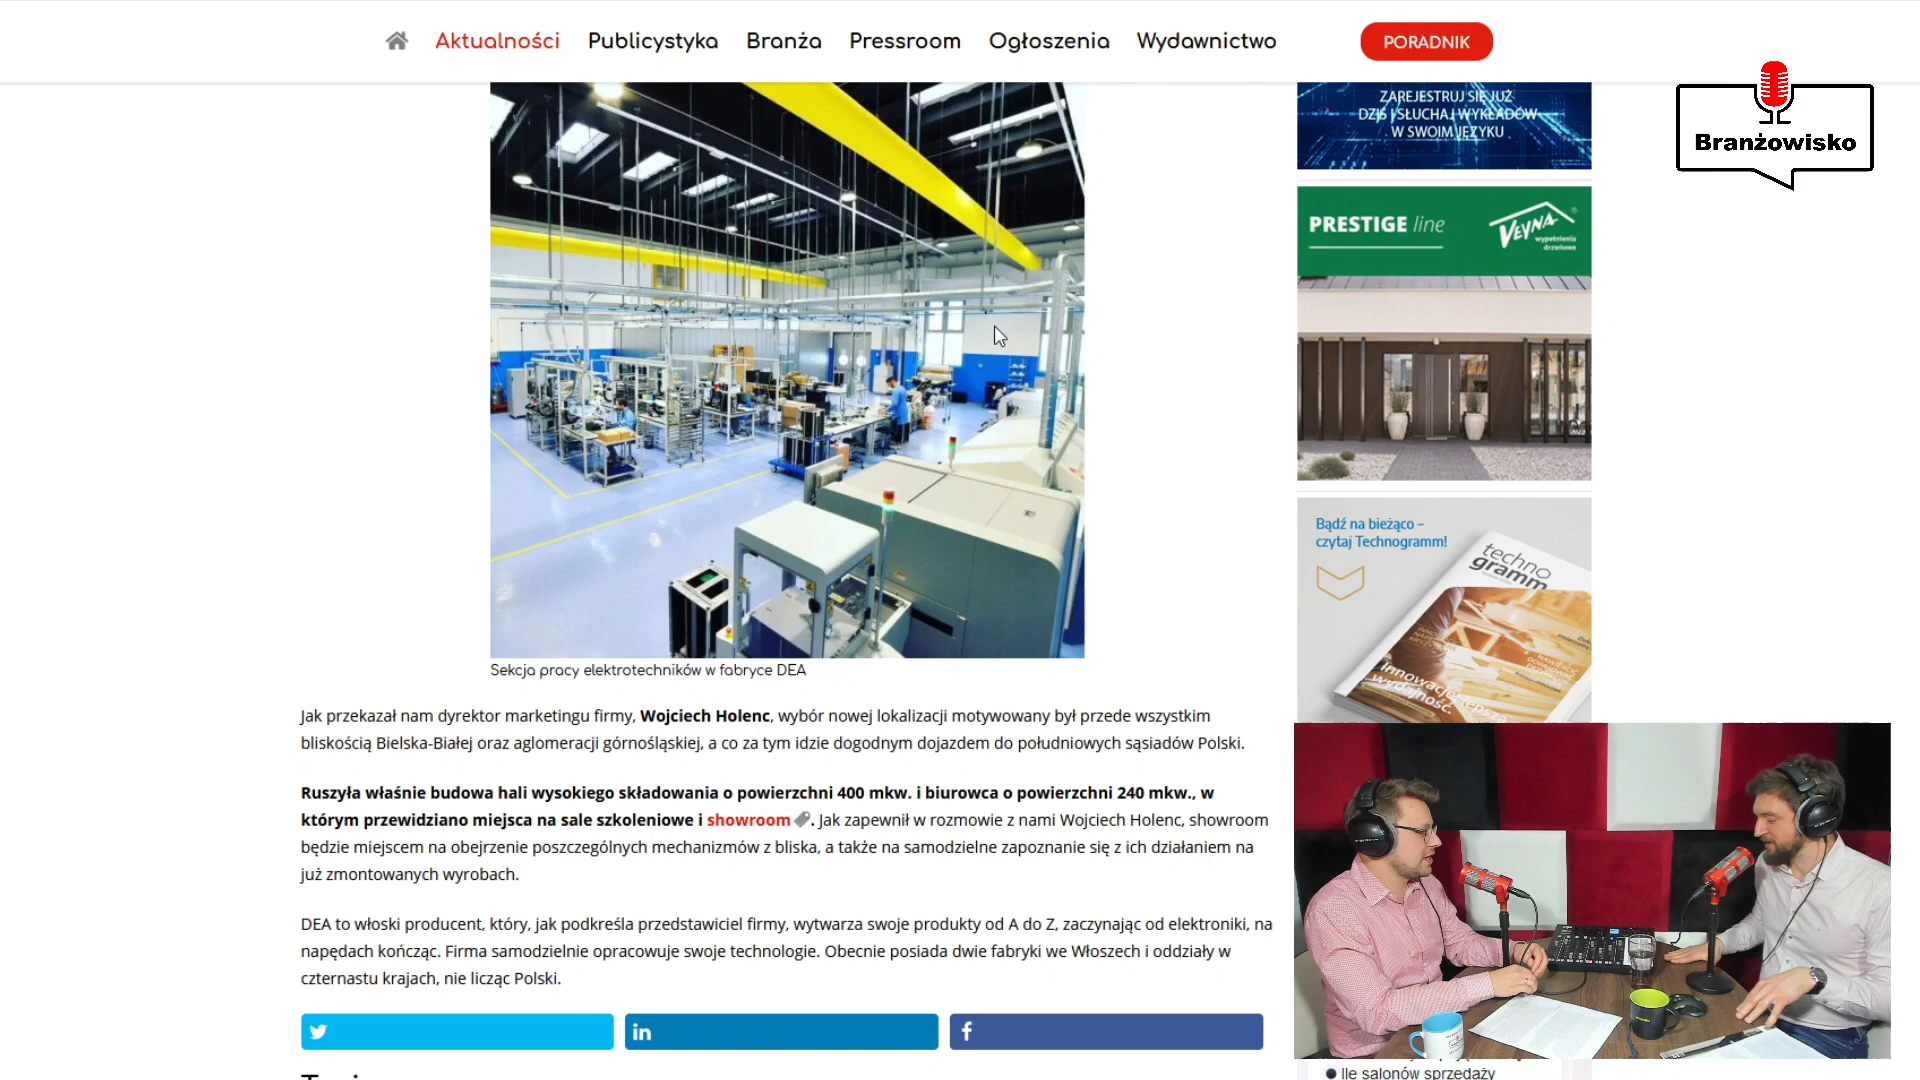 Aktualności Publicystyka Branża Pressroom Ogłoszenia Wydawnictwo PORADNIK
Branżowisko
ZAREJESTRUJ SIĘ JUŻ
DZIŚ I SŁUCHAJ WYKŁADÓW
W SWOIM JĘZYKU
PRESTIGE line
VEYNA
wypełnienia
drzwiowe
Bądź na bieżąco –
czytaj Technogramm!
techno
gramm
Innowacje, lepsza
wydajność.
Sekcja pracy elektrotechników w fabryce DEA
Jak przekazał nam dyrektor marketingu firmy, Wojciech Holenc, wybór nowej lokalizacji motywowany był przede wszystkim
bliskością Bielska-Białej oraz aglomeracji górnośląskiej, a co za tym idzie dogodnym dojazdem do południowych sąsiadów Polski.
Ruszyła właśnie budowa hali wysokiego składowania o powierzchni 400 mkw. i biurowca o powierzchni 240 mkw., w
którym przewidziano miejsca na sale szkoleniowe i showroom. Jak zapewnił w rozmowie z nami Wojciech Holenc, showroom
będzie miejscem na obejrzenie poszczególnych mechanizmów z bliska, a także na samodzielne zapoznanie się z ich działaniem na
już zmontowanych wyrobach.
DEA to włoski producent, który, jak podkreśla przedstawiciel firmy, wytwarza swoje produkty od A do Z, zaczynając od elektroniki, na
napędach kończąc. Firma samodzielnie opracowuje swoje technologie. Obecnie posiada dwie fabryki we Włoszech i oddziały w
czternastu krajach, nie licząc Polski.
in
f
Ile salonów sprzedaży